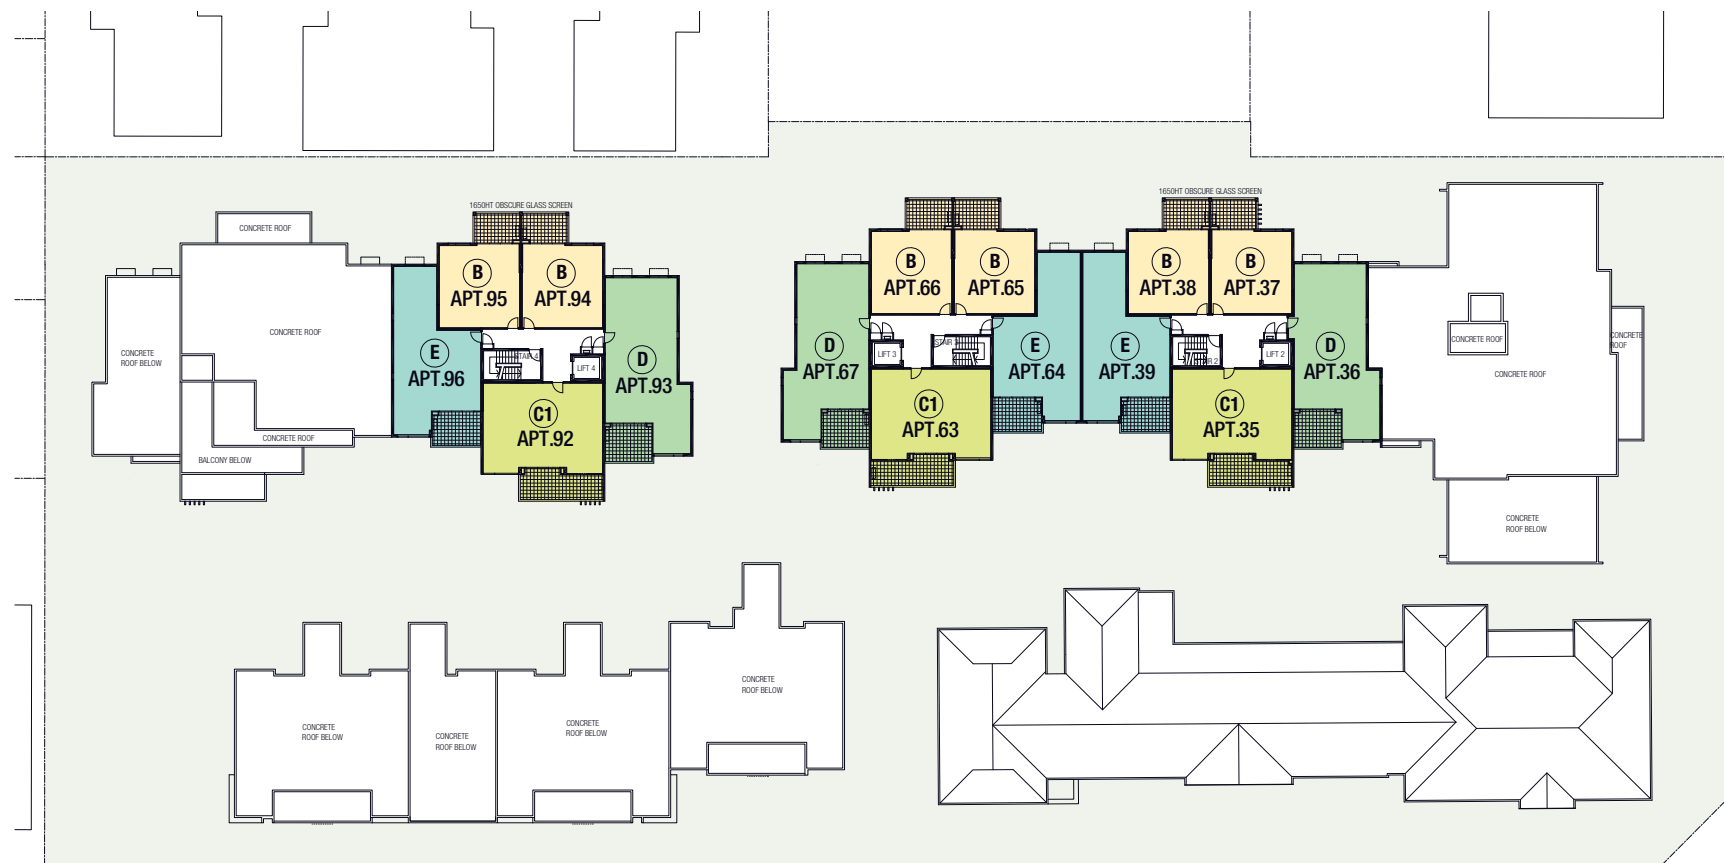 1650HT OBSCURE GLASS SCREEN
1650HT OBSCURE GLASS SCREEN
CONCRETE ROOF
CONCRETE
ROOF BELOW
CONCRETE ROOF
CONCRETE ROOF
BALCONY BELOW
B
APT.95
B
APT.94
E
APT.96
STAIR 4
LIFT 4
D
APT.93
C1
APT.92
B
APT.66
B
APT.65
D
APT.67
LIFT 3
STAIR 3
E
APT.64
C1
APT.63
B
APT.38
B
APT.37
E
APT.39
LIFT 2
D
APT.36
C1
APT.35
CONCRETE ROOF
CONCRETE
ROOF
CONCRETE ROOF
CONCRETE
ROOF BELOW
CONCRETE
ROOF BELOW
CONCRETE
ROOF BELOW
CONCRETE
ROOF BELOW
CONCRETE
ROOF BELOW